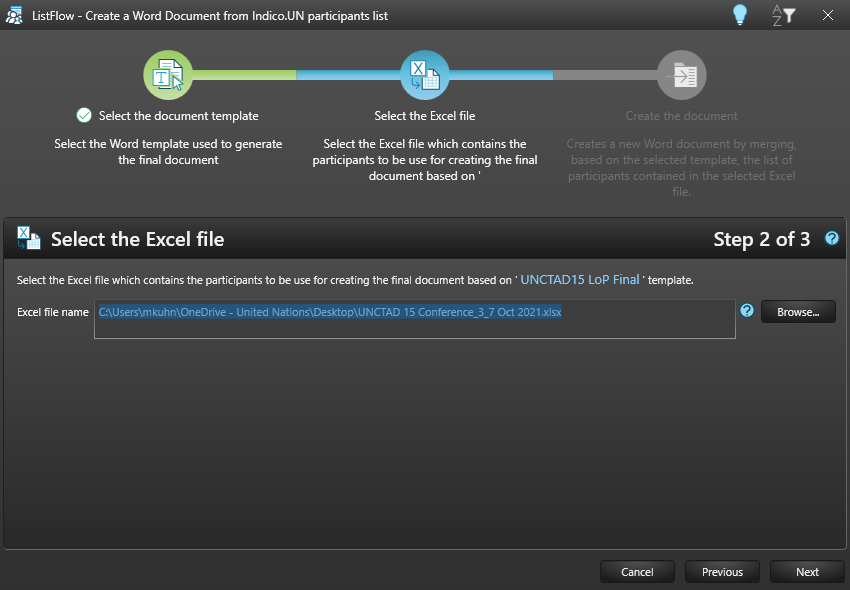 ListFlow - Create a Word Document from Indico.UN participants list
Select the document template
Select the Word template used to generate
the final document
Select the Excel file
Select the Excel file which contains the
participants to be use for creating the final
document based on '
Create the document
Creates a new Word document by merging,
based on the selected template, the list of
participants contained in the selected Excel
file.
Select the Excel file
Step 2 of 3
Select the Excel file which contains the participants to be use for creating the final document based on ' UNCTAD15 LoP Final ' template.
Excel file name
C:\Users\mkuhn\OneDrive - United Nations\Desktop\UNCTAD 15 Conference_3_7 Oct 2021.xlsx
Browse...
Cancel
Previous
Next